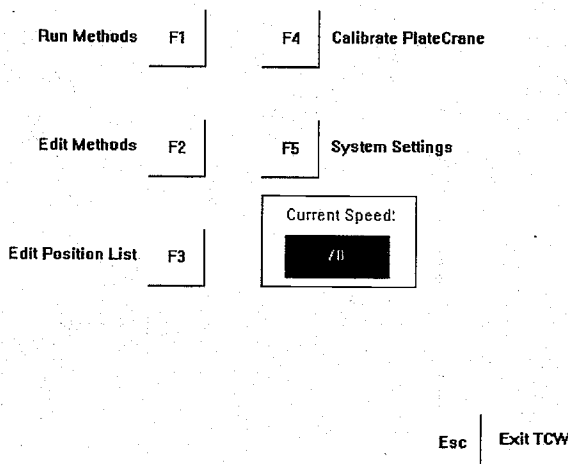 Run Methods F1 F4 Calibrate PlateCrane
Edit Methods F2 F5 System Settings
Current Speed:
Edit Position List F3
Esc Exit TCW